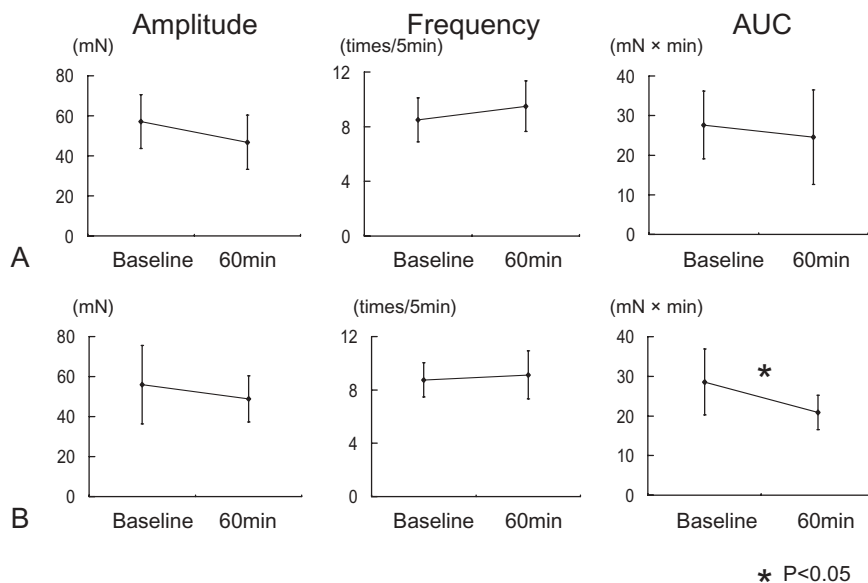 Amplitude Frequency AUC
(mN) (times/5min) (mN × min)
80 12 40
60 8 30
40 4 20
20 0 10
0 0
A
Baseline 60min Baseline 60min Baseline 60min
(mN) (times/5min) (mN × min)
80 12 40
60 8 30
*
40 4 20
20 0 10
0 0
B
Baseline 60min Baseline 60min Baseline 60min
* P<0.05